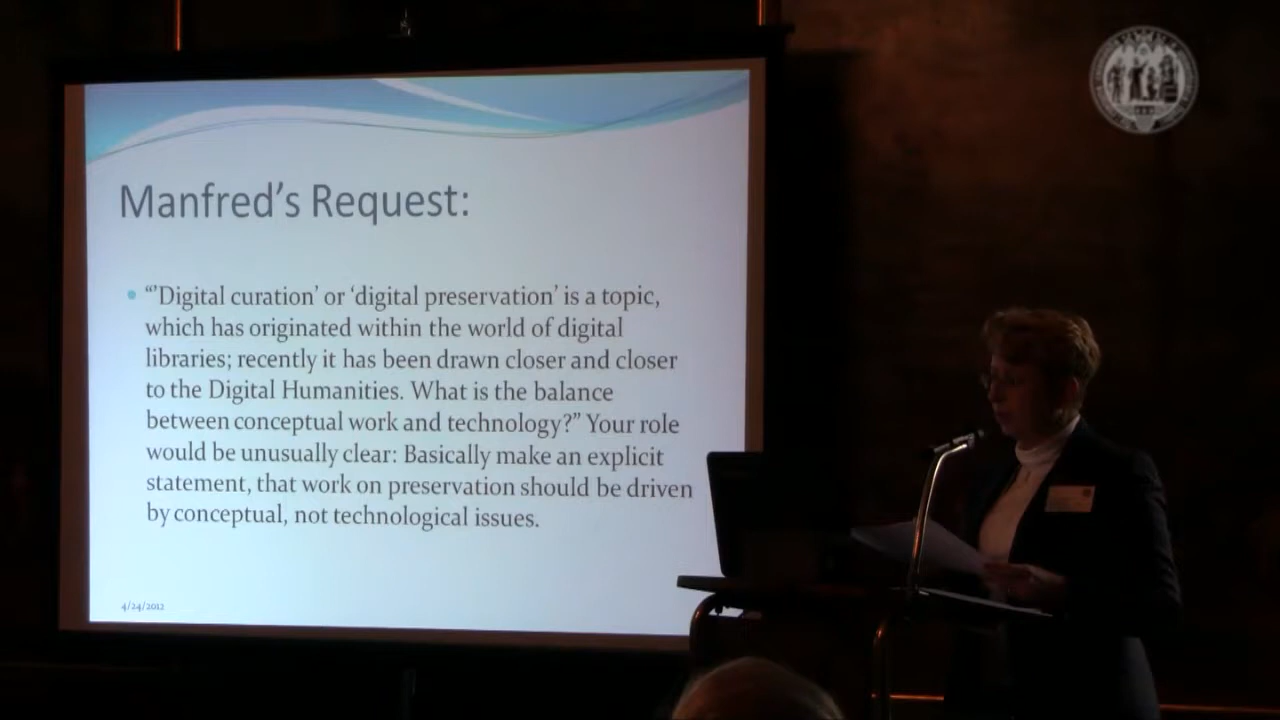 Manfred's Request:
"'Digital curation' or 'digital preservation' is a topic,
which has originated within the world of digital
libraries; recently it has been drawn closer and closer
to the Digital Humanities. What is the balance
between conceptual work and technology?" Your role
would be unusually clear: Basically make an explicit
statement, that work on preservation should be driven
by conceptual, not technological issues.
4/24/2012